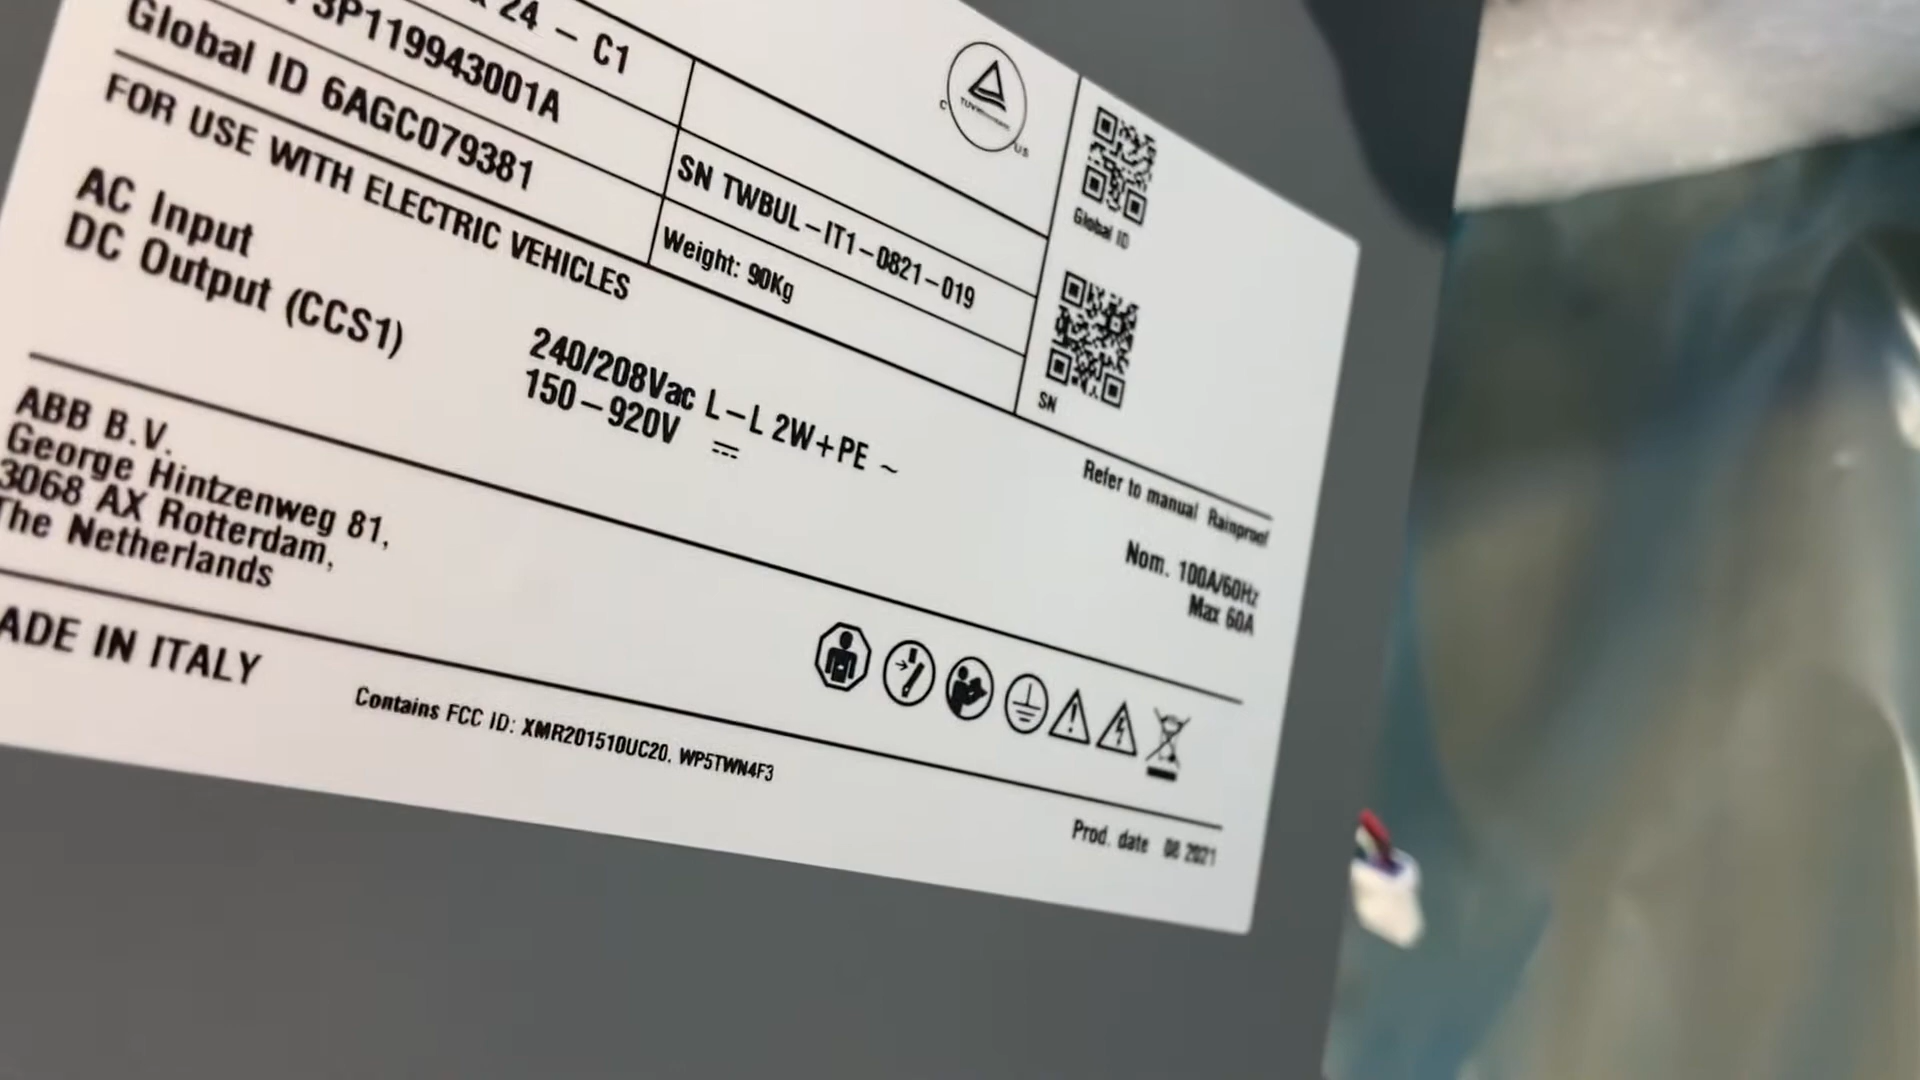 24 - C1
3P119943001A
Global ID 6AGC079381
SN TWBUL-IT1-0821-019
Weight: 90Kg
Global ID
SN
FOR USE WITH ELECTRIC VEHICLES
Refer to manual Rainproof
AC Input 240/208Vac L-L 2W+PE ~ Nom. 100A/60Hz
DC Output (CCS1) 150-920V ⎓ Max 60A
ABB B.V.
George Hintzenweg 81,
3068 AX Rotterdam,
The Netherlands
ADE IN ITALY
Contains FCC ID: XMR201510UC20, WP5TWN4F3
Prod. date 08 2021
C US